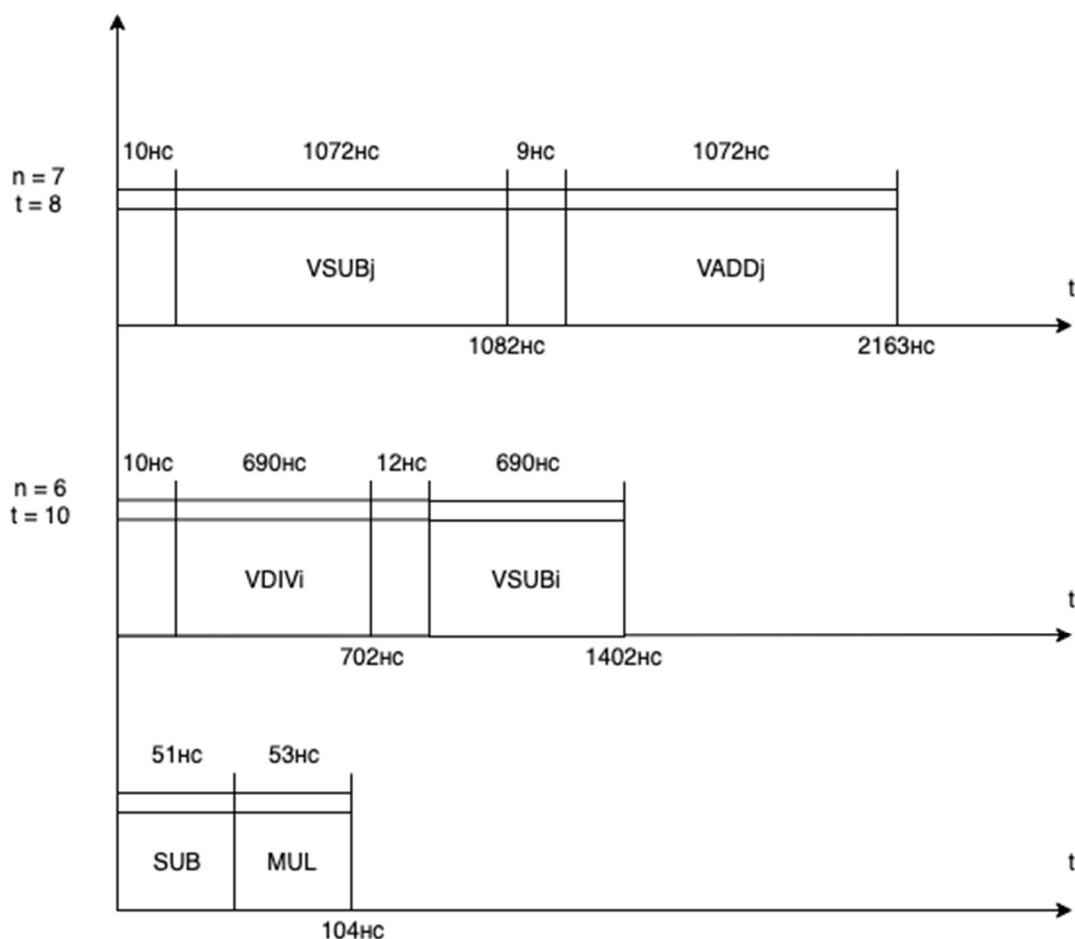 10нс 1072нс 9нс 1072нс
n = 7
t = 8
VSUBj VADDj
t
1082нс 2163нс
10нс 690нс 12нс 690нс
n = 6
t = 10
VDIVi VSUBi
t
702нс 1402нс
51нс 53нс
SUB MUL
t
104нс